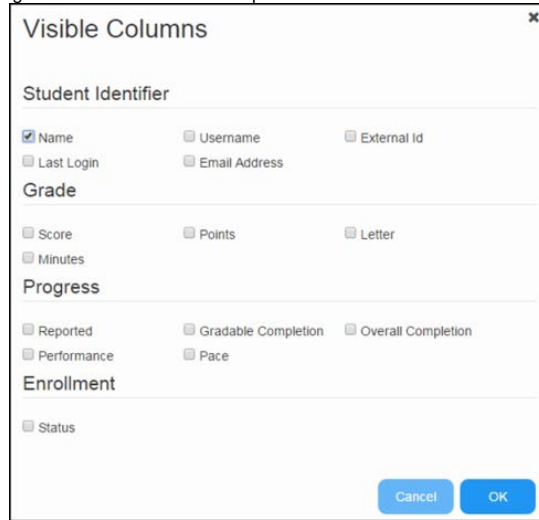 Visible Columns
Student Identifier
Name Username External Id
Last Login Email Address
Grade
Score Points Letter
Minutes
Progress
Reported Gradable Completion Overall Completion
Performance Pace
Enrollment
Status
Cancel OK